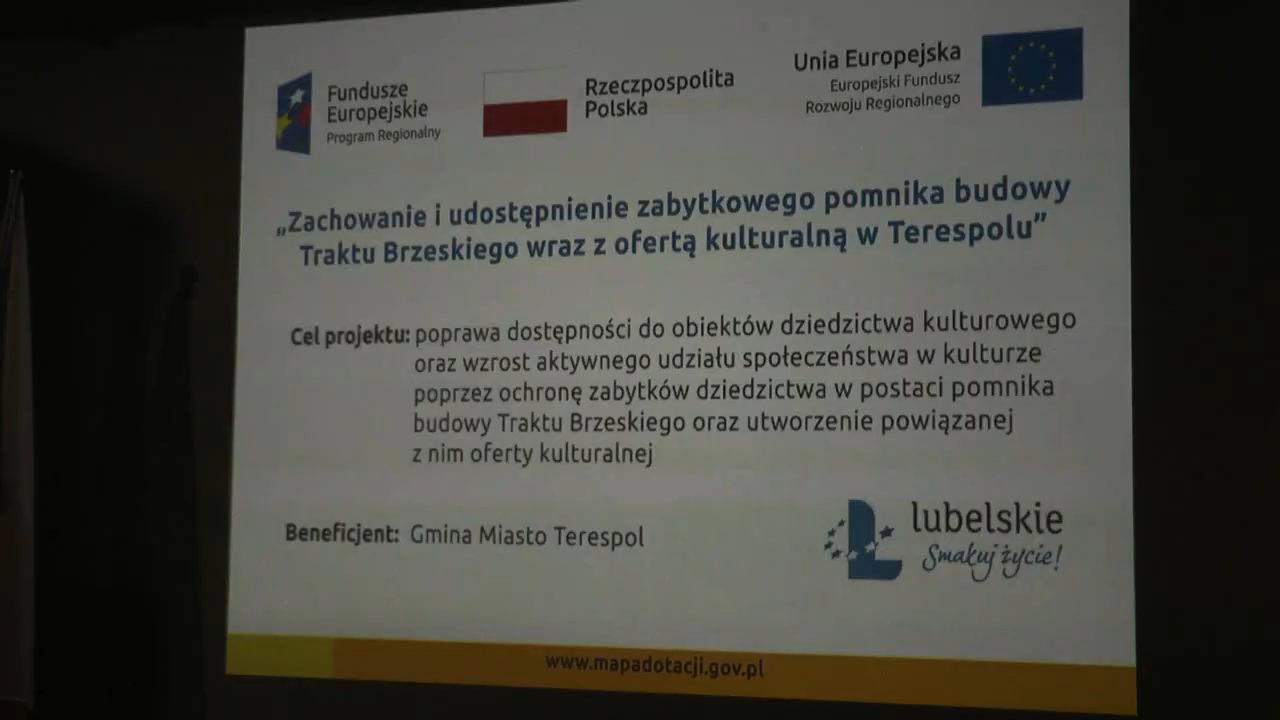 Fundusze
Europejskie
Program Regionalny
Rzeczpospolita
Polska
Unia Europejska
Europejski Fundusz
Rozwoju Regionalnego
„Zachowanie i udostępnienie zabytkowego pomnika budowy
Traktu Brzeskiego wraz z ofertą kulturalną w Terespolu”
Cel projektu: poprawa dostępności do obiektów dziedzictwa kulturowego
oraz wzrost aktywnego udziału społeczeństwa w kulturze
poprzez ochronę zabytków dziedzictwa w postaci pomnika
budowy Traktu Brzeskiego oraz utworzenie powiązanej
z nim oferty kulturalnej
Beneficjent: Gmina Miasto Terespol
lubelskie
Smakuj życie!
www.mapadotacji.gov.pl